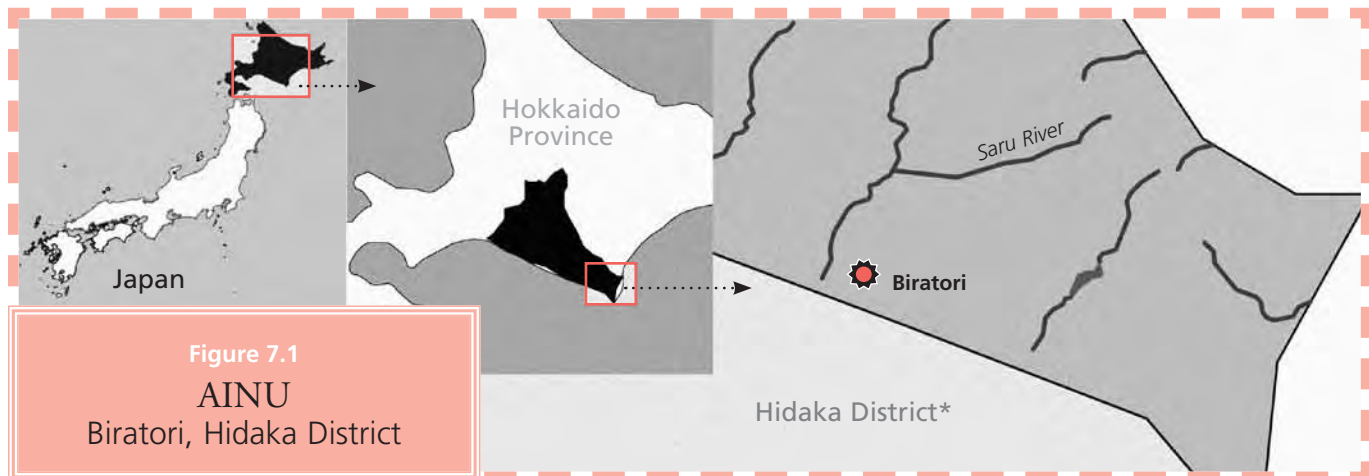 Japan
Hokkaido
Province
Saru River
Biratori
Hidaka District*
Figure 7.1
AINU
Biratori, Hidaka District